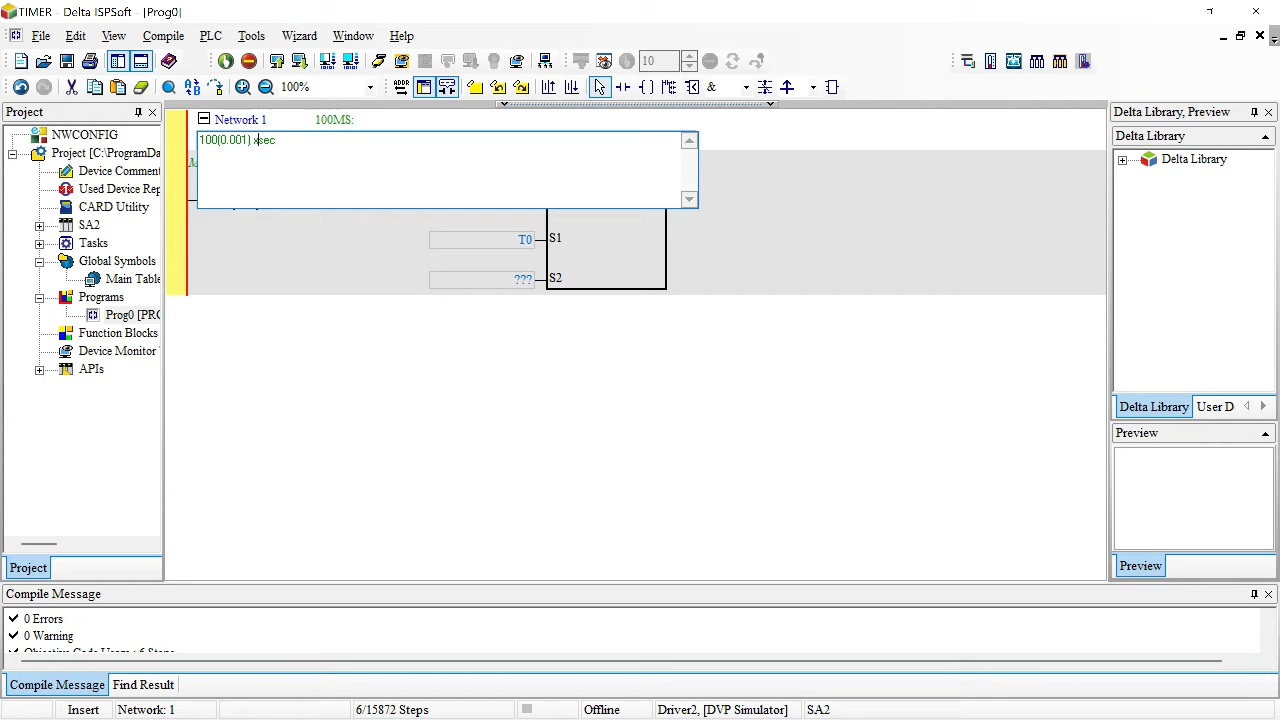 TIMER - Delta ISPSoft - [Prog0]
File Edit View Compile PLC Tools Wizard Window Help
10
100%
&
Project
NWCONFIG
Project [C:\ProgramDa
Device Comment
Used Device Rep
CARD Utility
SA2
Tasks
Global Symbols
Main Table
Programs
Prog0 [PRC
Function Blocks
Device Monitor
APIs
Project
Network 1 100MS:
100(0.001) xsec
M
T0 S1
??? S2
Delta Library, Preview
Delta Library
Delta Library
Delta Library User D
Preview
Preview
Compile Message
0 Errors
0 Warning
Compile Message Find Result
Insert Network: 1 6/15872 Steps Offline Driver2, [DVP Simulator] SA2